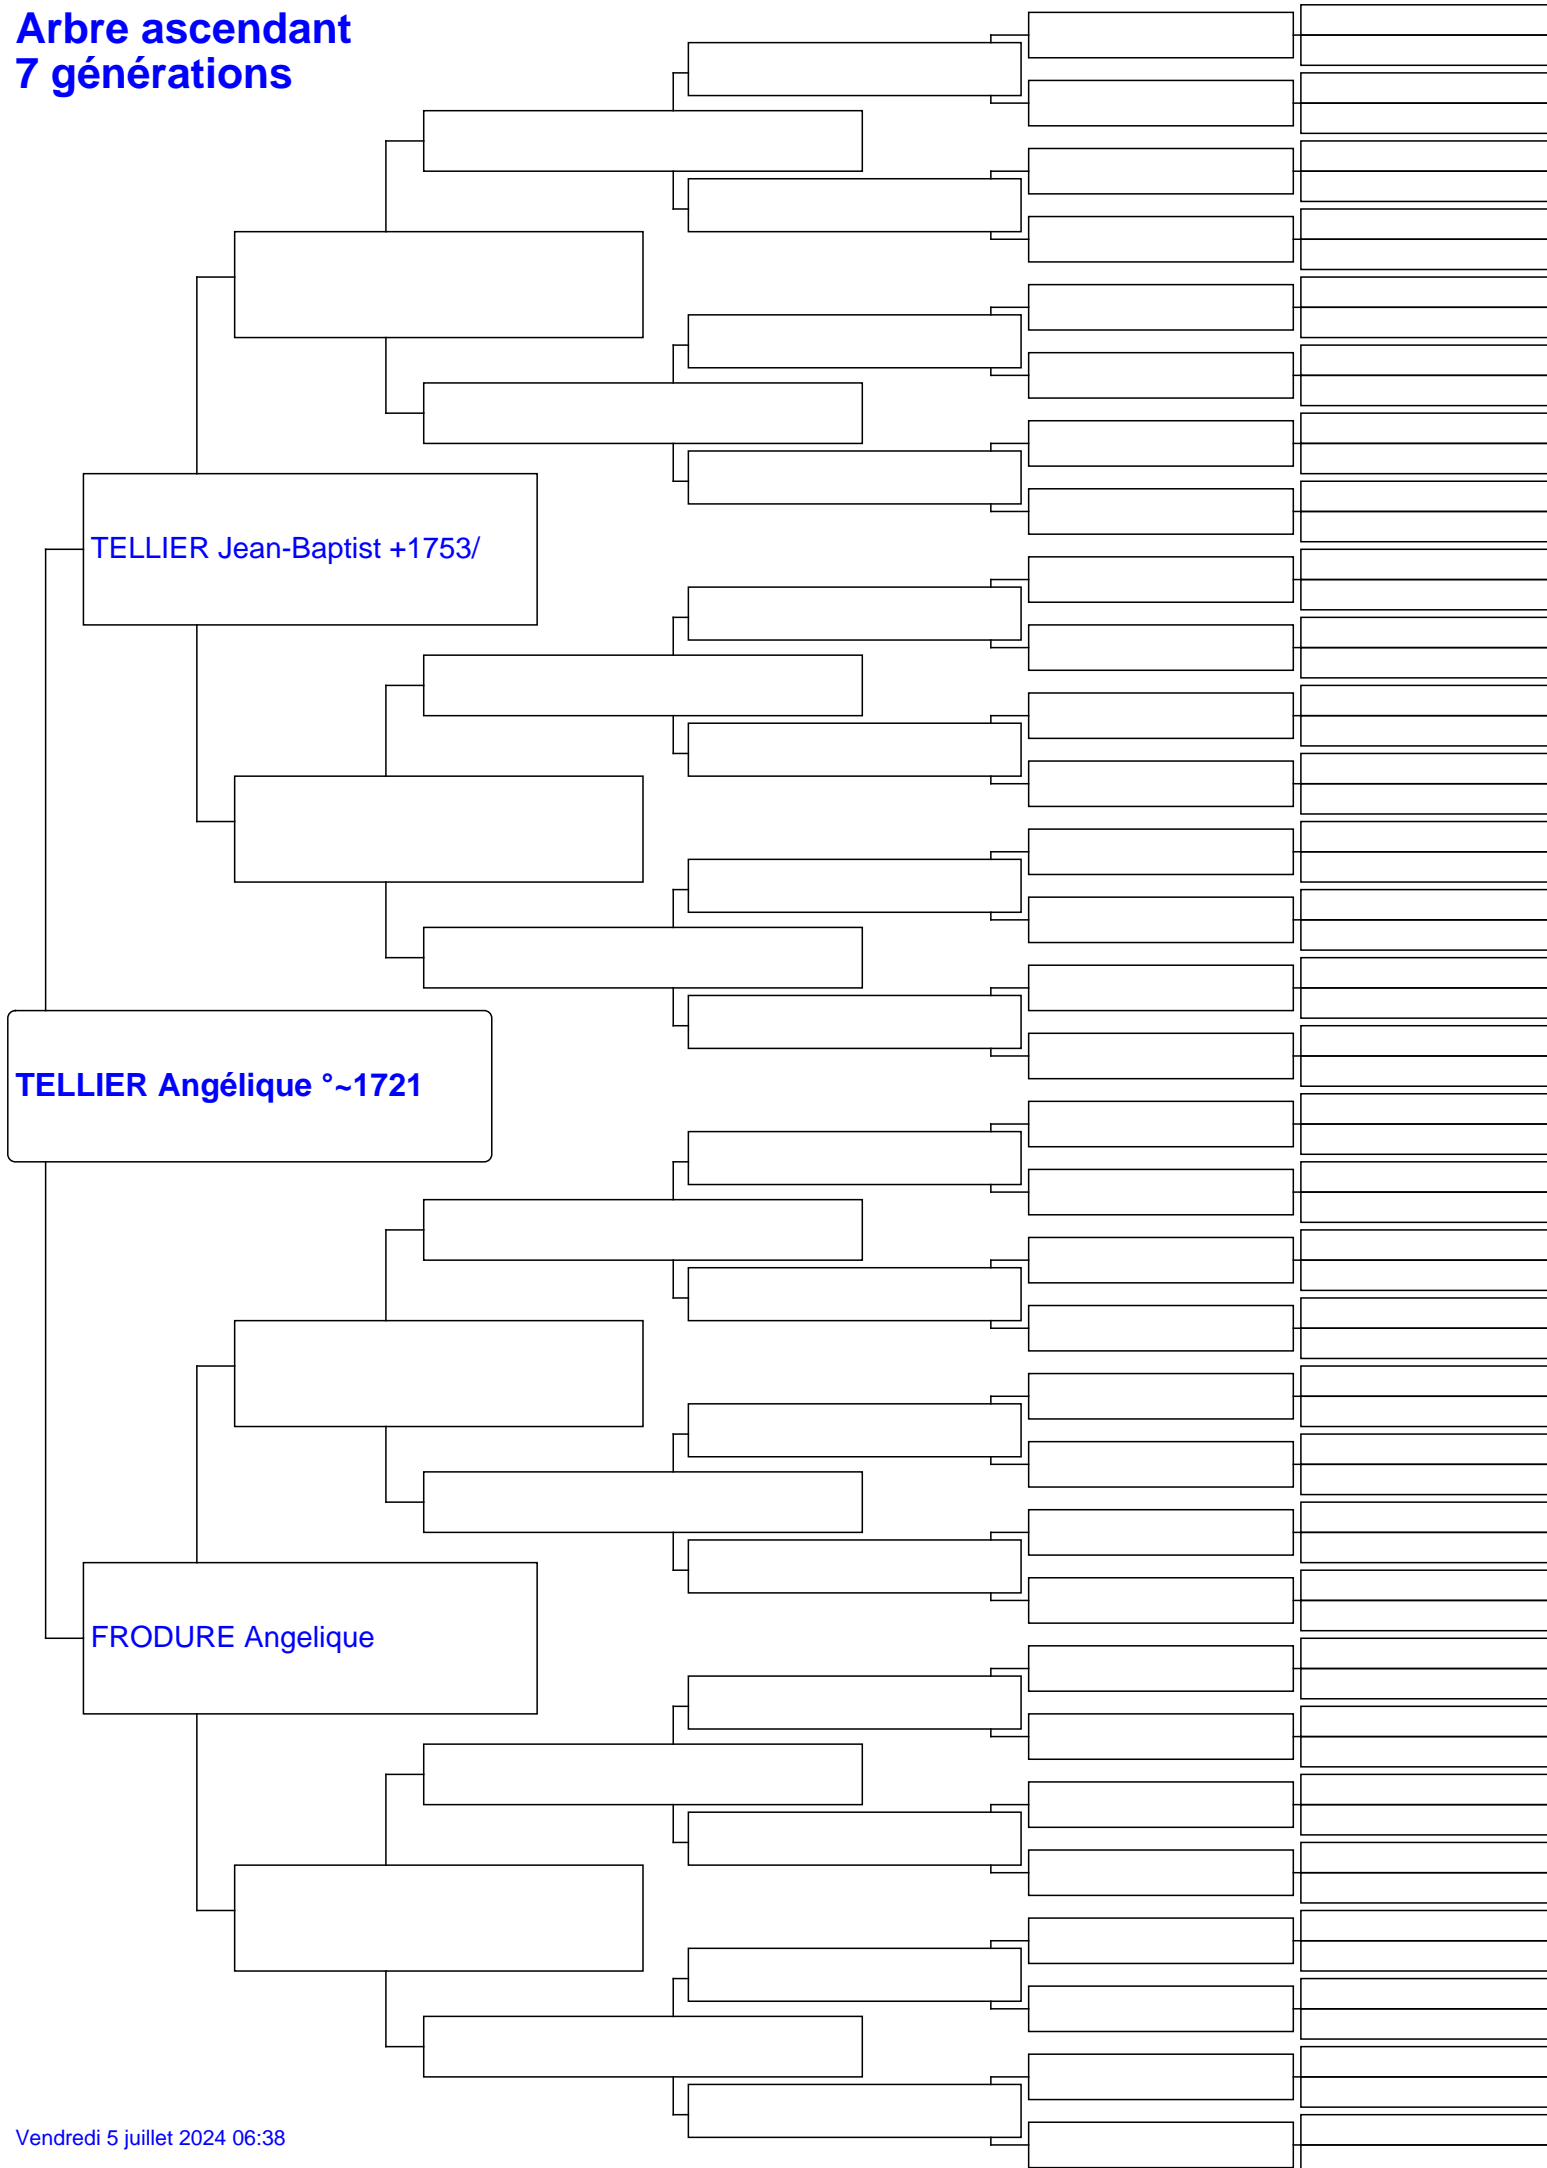 Arbre ascendant
7 générations
TELLIER Jean-Baptist +1753/
TELLIER Angélique °~1721
FRODURE Angelique
Vendredi 5 juillet 2024 06:38